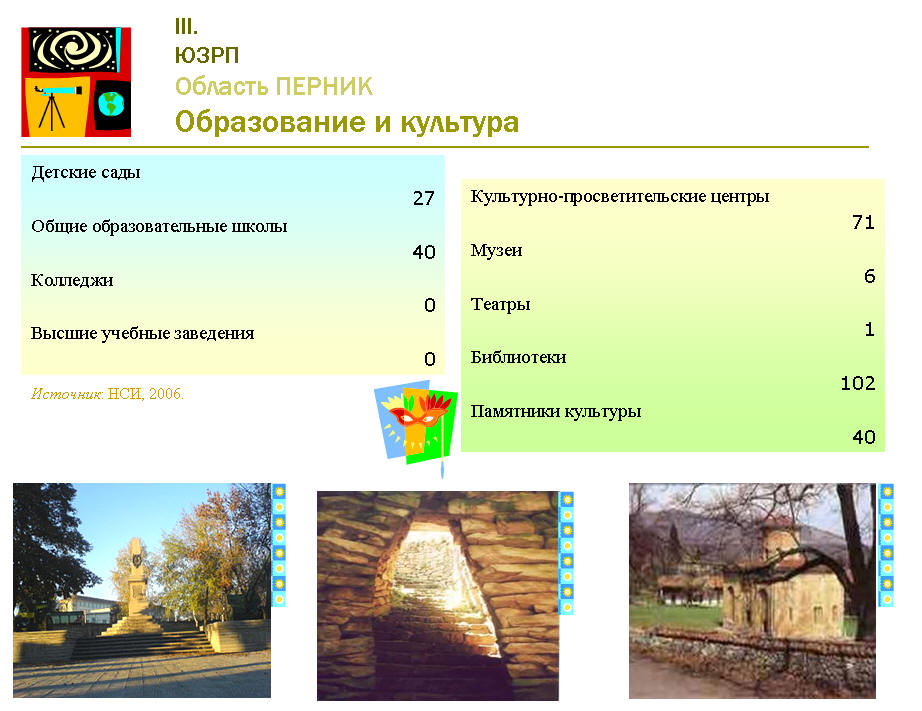 III.
ЮЗРП
Область ПЕРНИК
Образование и культура
Детские сады
27
Общие образовательные школы
40
Колледжи
0
Высшие учебные заведения
0
Источник: НСИ, 2006.
Культурно-просветительские центры
71
Музеи
6
Театры
1
Библиотеки
102
Памятники культуры
40